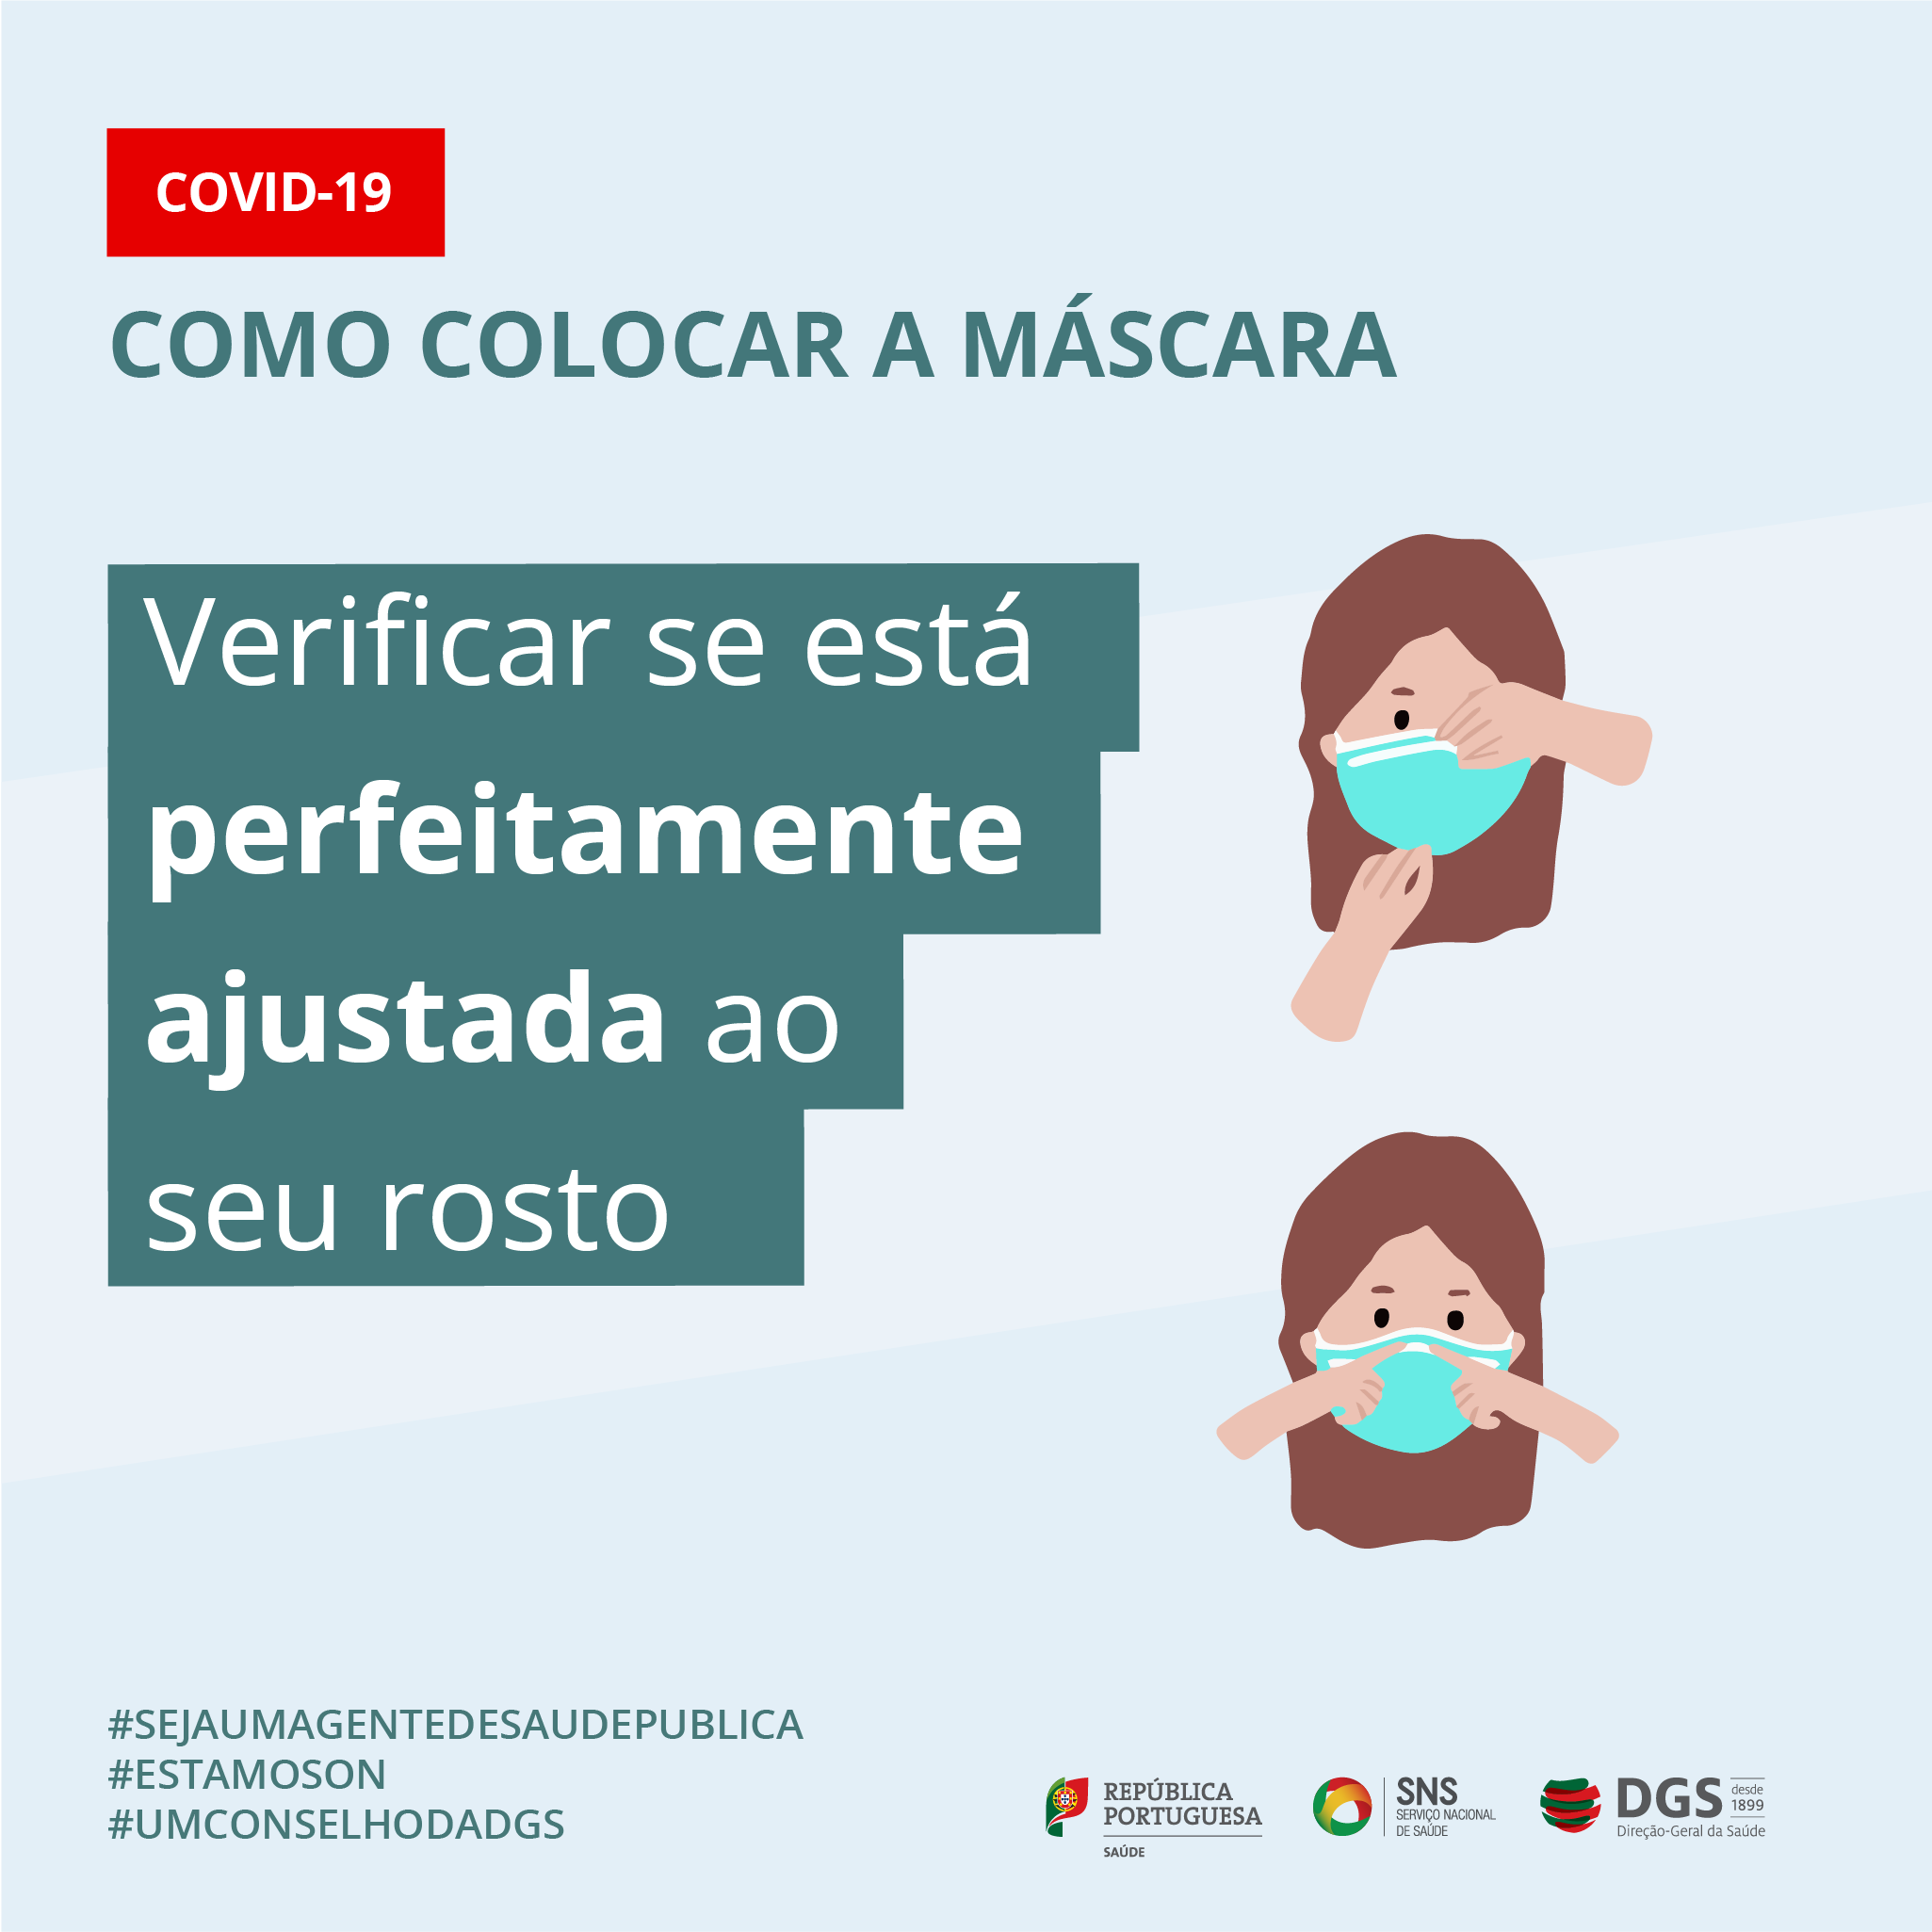 COVID-19
COMO COLOCAR A MÁSCARA
Verificar se está
perfeitamente
ajustada ao
seu rosto
#SEJAUMAGENTEDESAUDEPUBLICA
#ESTAMOSON
#UMCONSELHODADGS
REPÚBLICA
PORTUGUESA
SAÚDE
SNS
SERVIÇO NACIONAL
DE SAÚDE
DGS
desde
1899
Direção-Geral da Saúde